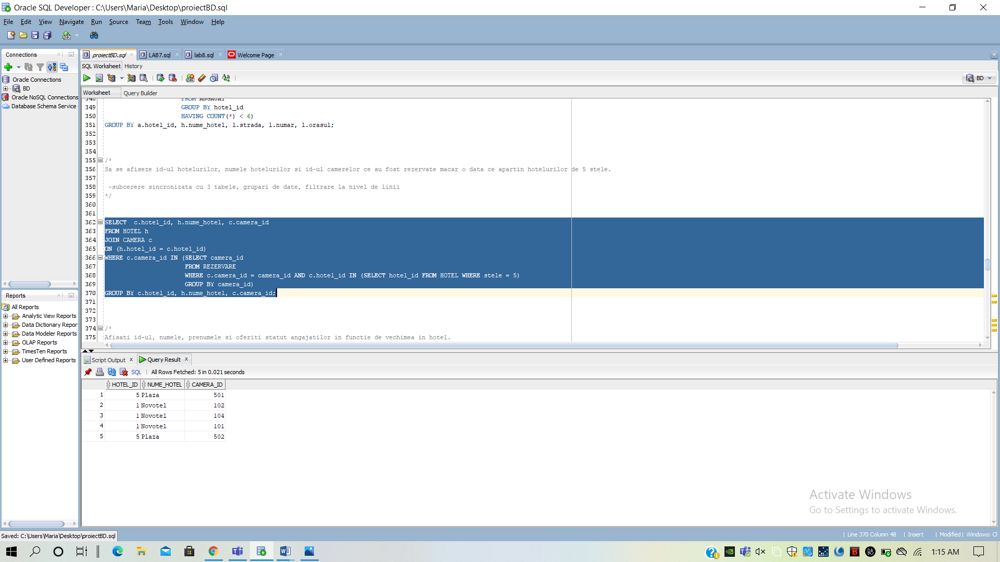 Oracle SQL Developer : C:\Users\Maria\Desktop\proiectBD.sql
File Edit View Navigate Run Source Team Tools Window Help
Connections
proiectBD.sql LAB7.sql lab8.sql Welcome Page
SQL Worksheet History
Oracle Connections
BD
Oracle NoSQL Connections
Database Schema Service
BD
Worksheet Query Builder
348 FROM ANGAJAT
349 GROUP BY hotel_id
350 HAVING COUNT(*) < 6)
351 GROUP BY a.hotel_id, h.nume_hotel, l.strada, l.numar, l.orasul;
352
353
354
355 /*
356 Sa se afiseze id-ul hotelurilor, numele hotelurilor si id-ul camerelor ce au fost rezervate macar o data ce apartin hotelurilor de 5 stele.
357
358 -subcerere sincronizata cu 3 tabele, grupari de date, filtrare la nivel de linii
359 */
360
361
362 SELECT  c.hotel_id, h.nume_hotel, c.camera_id
363 FROM HOTEL h
364 JOIN CAMERA c
365 ON (h.hotel_id = c.hotel_id)
366 WHERE c.camera_id IN (SELECT camera_id
367 FROM REZERVARE
368 WHERE c.camera_id = camera_id AND c.hotel_id IN (SELECT hotel_id FROM HOTEL WHERE stele = 5)
369 GROUP BY camera_id)
370 GROUP BY c.hotel_id, h.nume_hotel, c.camera_id;
371
372
373
374 /*
375 Afisati id-ul, numele, prenumele si oferiti statut angajatilor in functie de vechimea in hotel.
Reports
All Reports
Analytic View Reports
Data Dictionary Repor
Data Modeler Reports
OLAP Reports
TimesTen Reports
User Defined Reports
Script Output x Query Result x
SQL | All Rows Fetched: 5 in 0.021 seconds
HOTEL_ID NUME_HOTEL CAMERA_ID
1 5 Plaza 501
2 1 Novotel 102
3 1 Novotel 104
4 1 Novotel 101
5 5 Plaza 502
Activate Windows
Go to Settings to activate Windows.
Saved: C:\Users\Maria\Desktop\proiectBD.sql
| Line 370 Column 48 | Insert | Modified | Windows: CF
1:15 AM